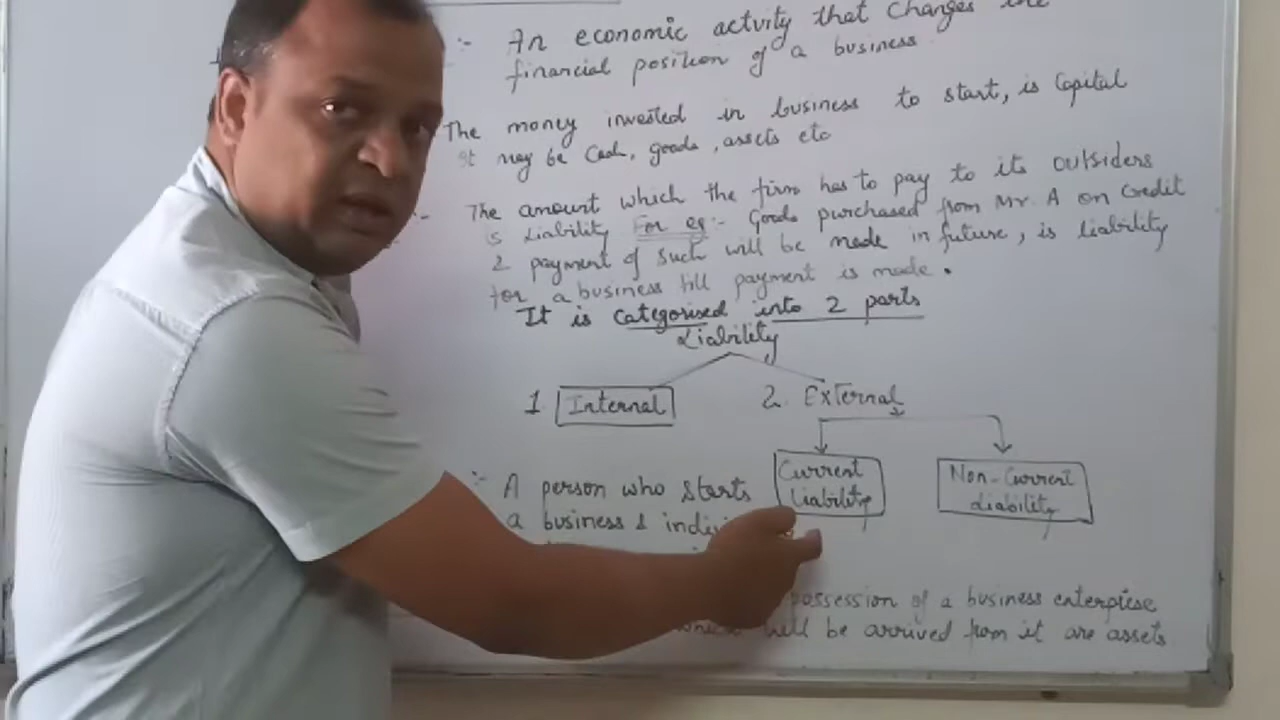 :- An economic actvity that Changes the
financial position of a business
The money invested in business to start, is Capital
It may be Cash, goods, assets etc
:- The amount which the firm has to pay to its outsiders
is Liability For eg:- Goods purchased from Mr. A on Credit
& payment of such will be made in future, is liability
for a business till payment is made.
It is Categorised into 2 parts
Liability
1 Internal 2. External
Current Liability
Non-Current Liability
:- A person who starts
a business &
possession of a business enterprise
will be arrived from it are assets